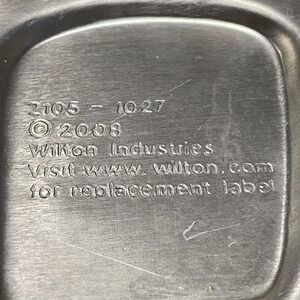 2105 - 1027
© 2008
Wilton Industries
Visit www.wilton.com
for replacement label